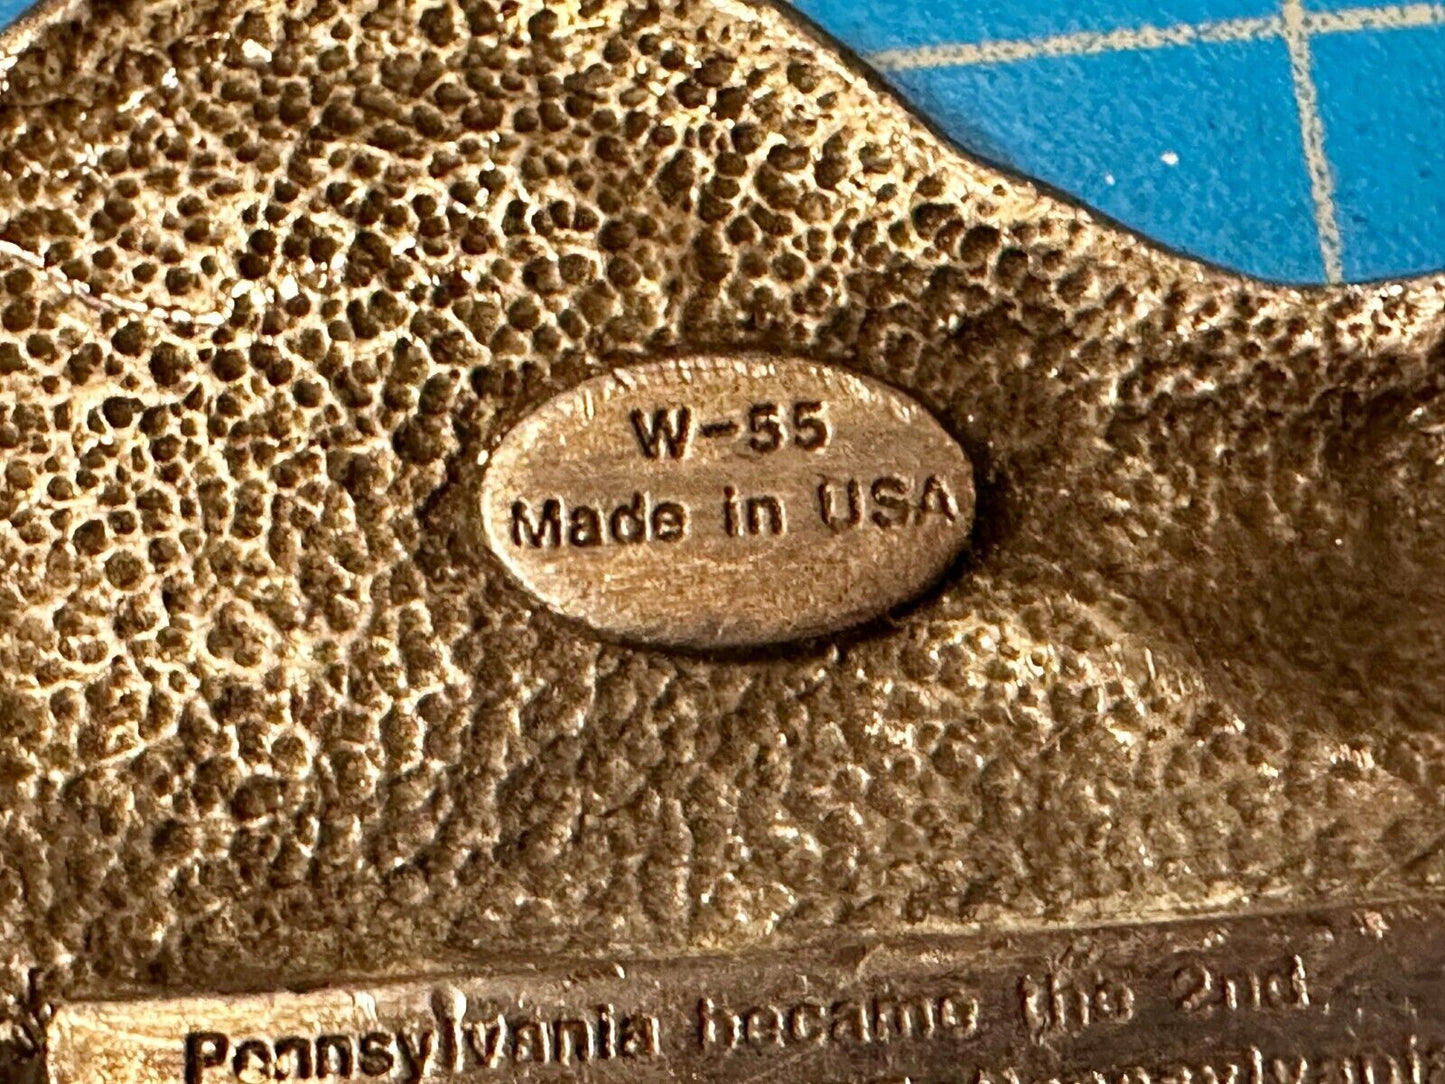 W-55
Made in USA
Pennsylvania became the 2nd